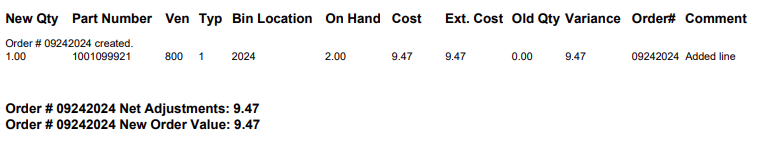 New Qty Part Number Ven Typ Bin Location On Hand Cost Ext. Cost Old Qty Variance Order# Comment
Order # 09242024 created.
1.00 1001099921 800 1 2024 2.00 9.47 9.47 0.00 9.47 09242024 Added line
Order # 09242024 Net Adjustments: 9.47
Order # 09242024 New Order Value: 9.47